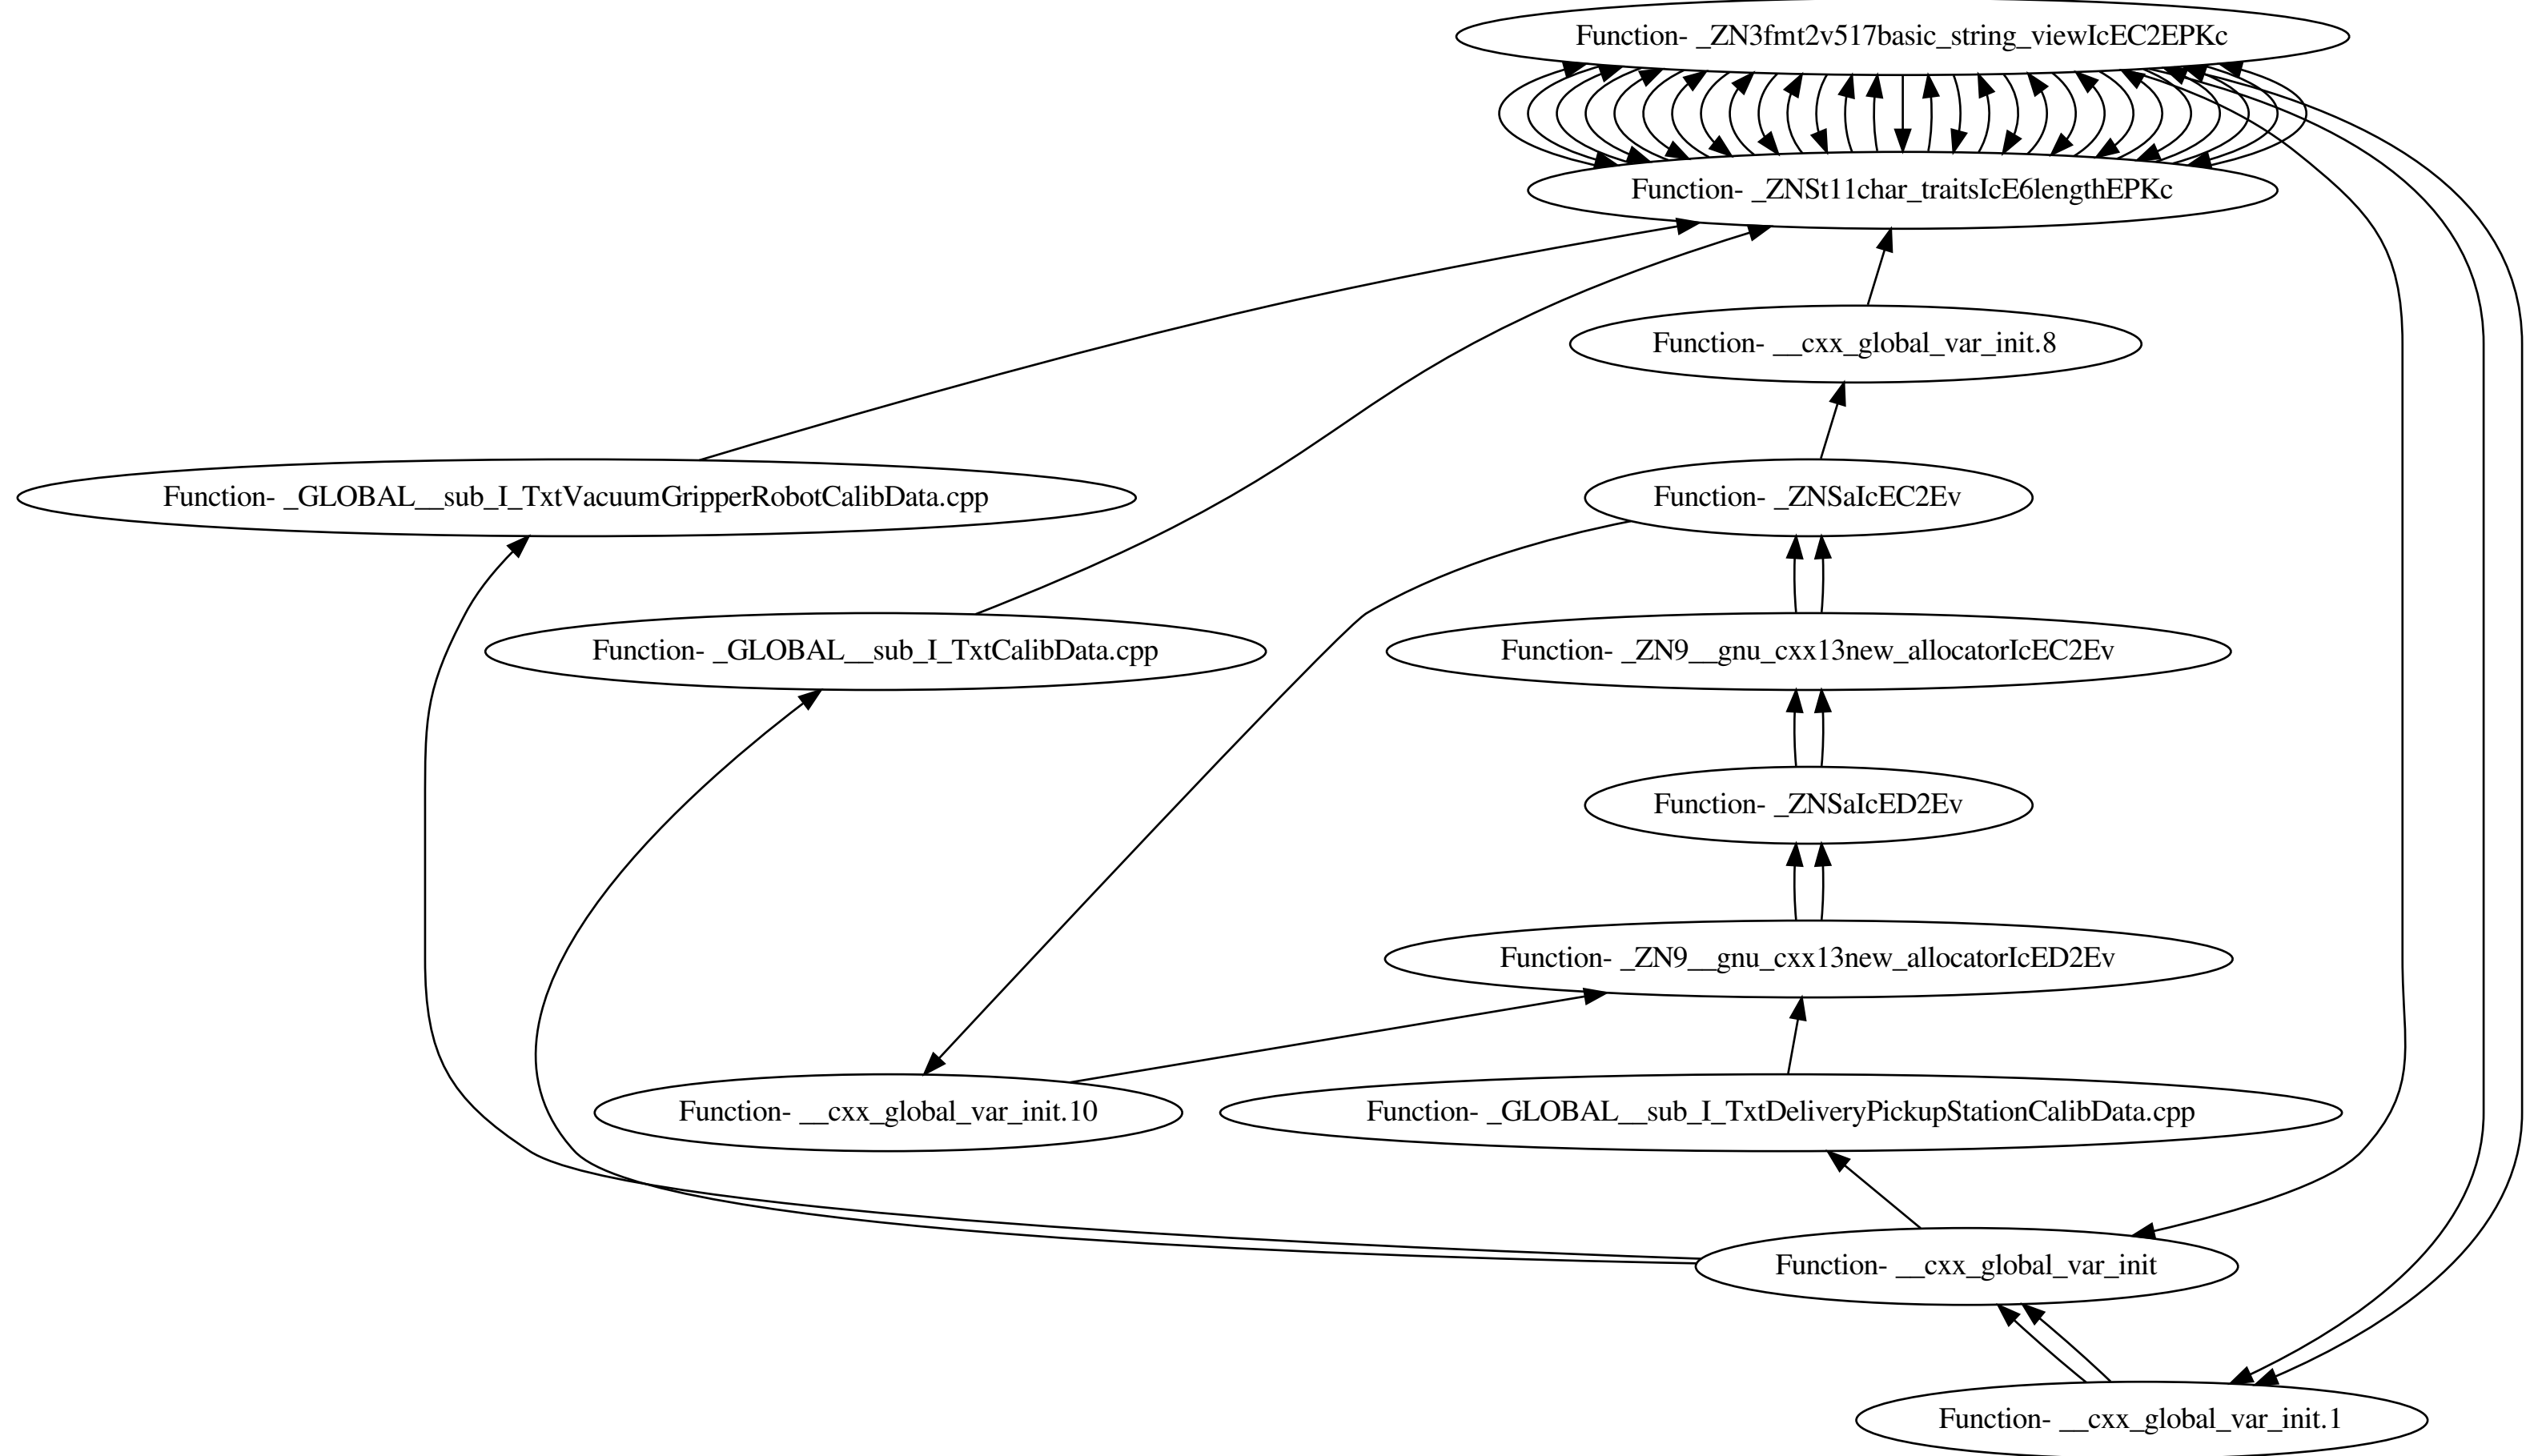 Function- _ZN3fmt2v517basic_string_viewIcEC2EPKc
Function- _ZNSt11char_traitsIcE6lengthEPKc
Function- __cxx_global_var_init.8
Function- _GLOBAL__sub_I_TxtVacuumGripperRobotCalibData.cpp
Function- _ZNSaIcEC2Ev
Function- _GLOBAL__sub_I_TxtCalibData.cpp
Function- _ZN9__gnu_cxx13new_allocatorIcEC2Ev
Function- _ZNSaIcED2Ev
Function- _ZN9__gnu_cxx13new_allocatorIcED2Ev
Function- __cxx_global_var_init.10
Function- _GLOBAL__sub_I_TxtDeliveryPickupStationCalibData.cpp
Function- __cxx_global_var_init
Function- __cxx_global_var_init.1